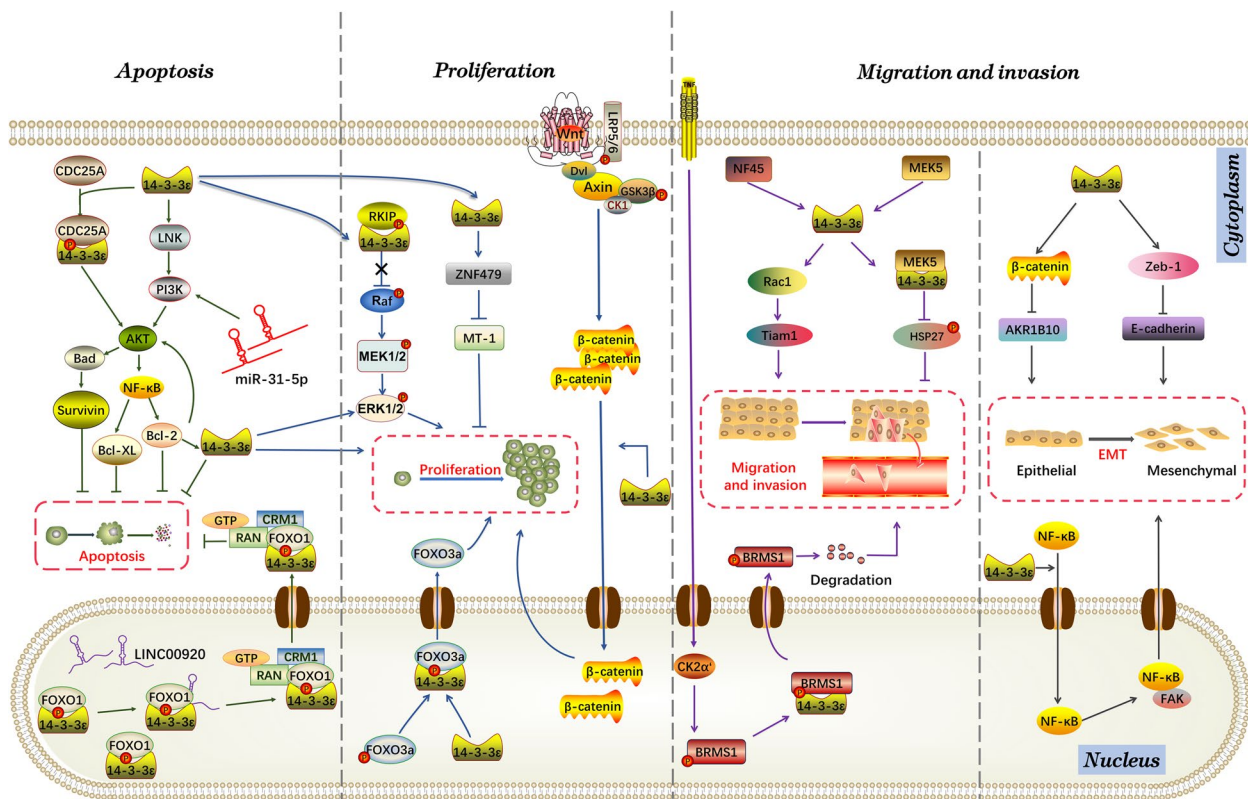 Apoptosis
Proliferation
Migration and invasion
TNF
Wnt
LRP5/6
P
Dvl
Axin
GSK3β
P
CK1
Cytoplasm
CDC25A
14-3-3ε
CDC25A
P
14-3-3ε
LNK
PI3K
miR-31-5p
AKT
Bad
NF-κB
Survivin
Bcl-XL
Bcl-2
14-3-3ε
Apoptosis
GTP
CRM1
RAN
FOXO1
P
14-3-3ε
LINC00920
FOXO1
P
14-3-3ε
FOXO1
P
14-3-3ε
FOXO1
P
14-3-3ε
GTP
CRM1
RAN
FOXO1
P
14-3-3ε
RKIP
P
14-3-3ε
Raf
P
MEK1/2
P
ERK1/2
P
14-3-3ε
ZNF479
MT-1
β-catenin
β-catenin
β-catenin
Proliferation
14-3-3ε
FOXO3a
FOXO3a
P
14-3-3ε
P
FOXO3a
14-3-3ε
β-catenin
β-catenin
NF45
MEK5
14-3-3ε
Rac1
Tiam1
MEK5
14-3-3ε
HSP27
P
Migration
and invasion
P
BRMS1
Degradation
CK2α'
P
BRMS1
BRMS1
P
14-3-3ε
14-3-3ε
β-catenin
Zeb-1
AKR1B10
E-cadherin
Epithelial
EMT
Mesenchymal
NF-κB
14-3-3ε
NF-κB
NF-κB
FAK
Nucleus